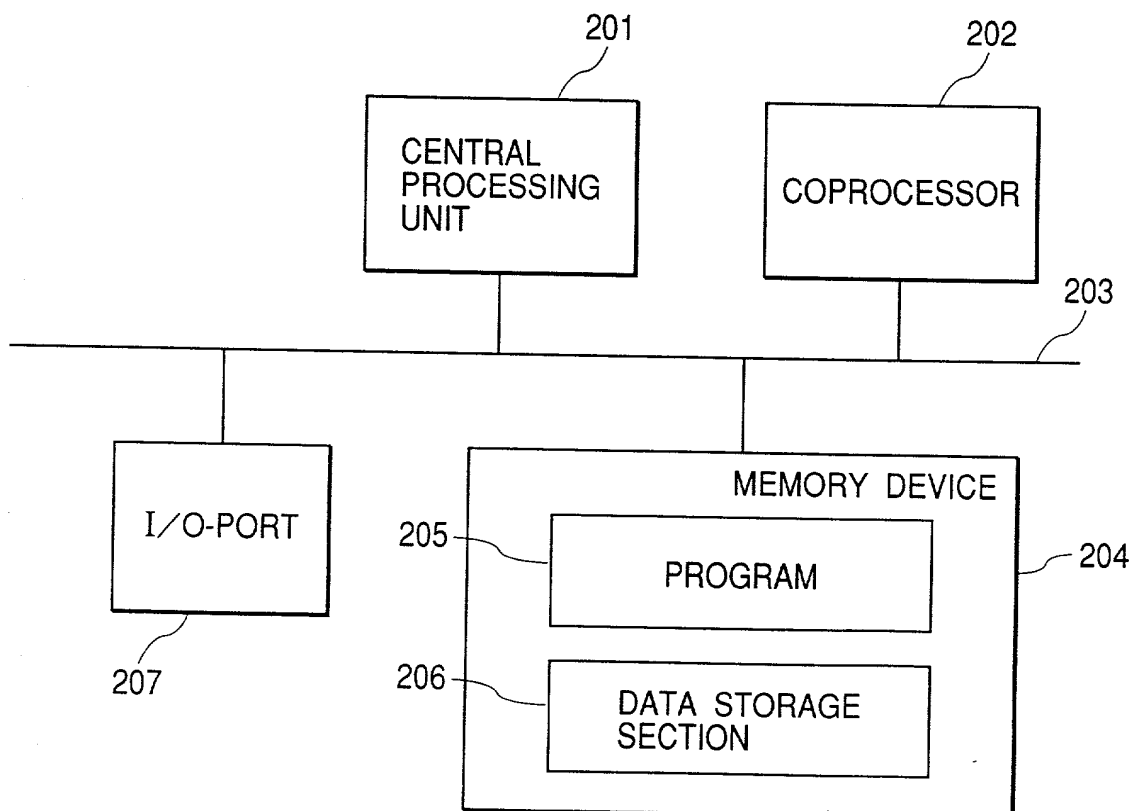 201
202
CENTRAL
PROCESSING
UNIT
COPROCESSOR
203
I/O-PORT
MEMORY DEVICE
205
PROGRAM
204
207
206
DATA STORAGE
SECTION